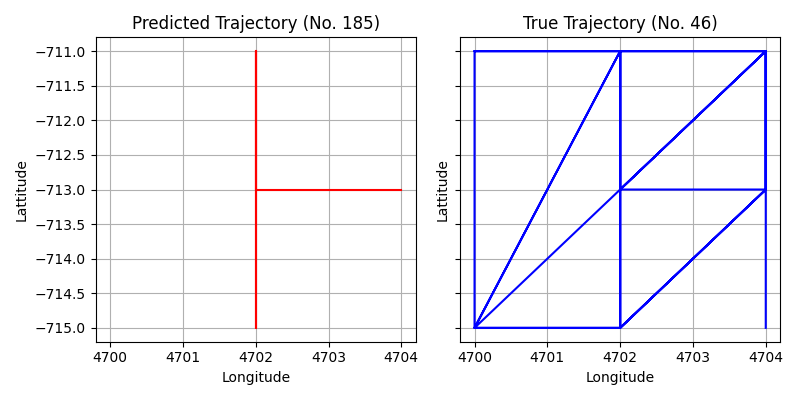 Predicted Trajectory (No. 185)
True Trajectory (No. 46)
−711.0
−711.5
−712.0
−712.5
−713.0
−713.5
−714.0
−714.5
−715.0
Lattitude
Lattitude
4700 4701 4702 4703 4704
4700 4701 4702 4703 4704
Longitude
Longitude